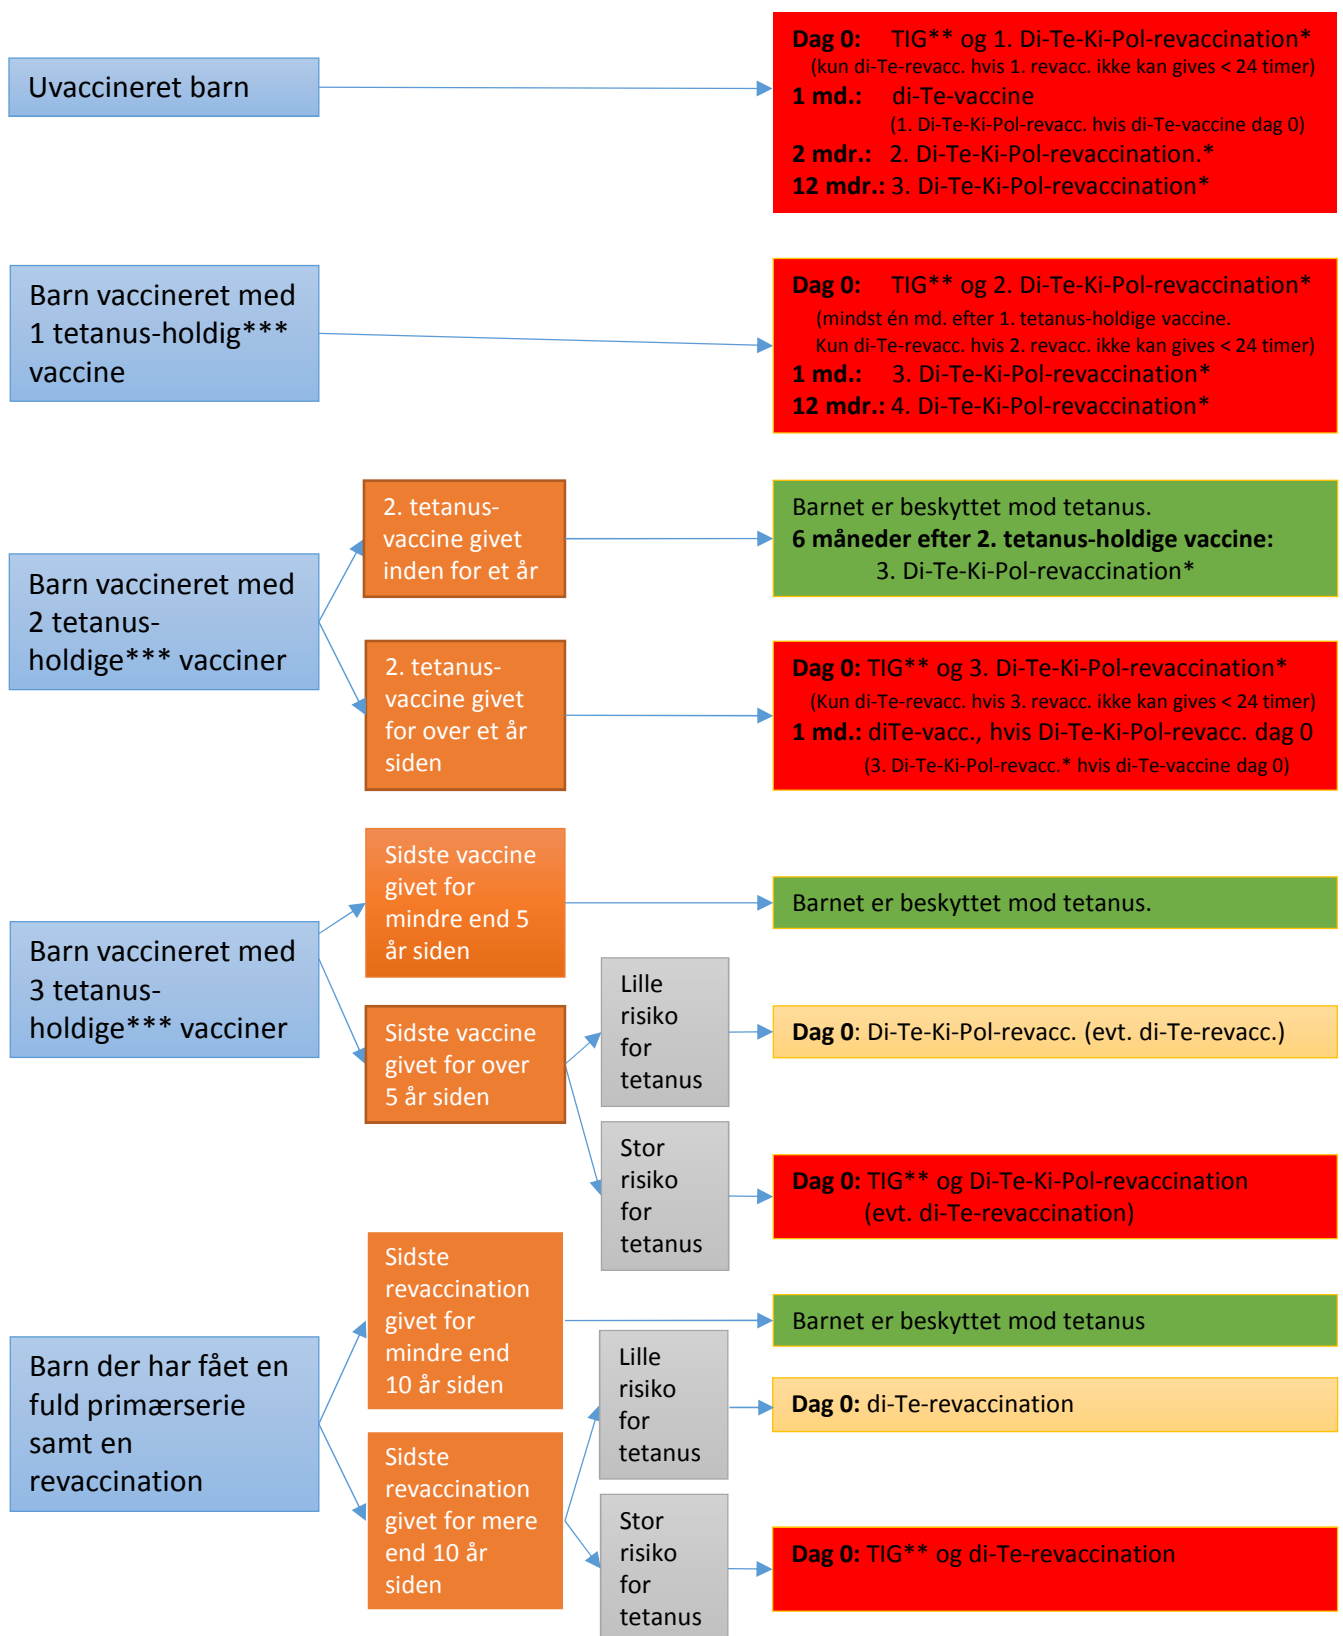 Uvaccineret barn
Dag 0: TIG** og 1. Di-Te-Ki-Pol-revaccination*
(kun di-Te-revacc. hvis 1. revacc. ikke kan gives < 24 timer)
1 md.: di-Te-vaccine
(1. Di-Te-Ki-Pol-revacc. hvis di-Te-vaccine dag 0)
2 mdr.: 2. Di-Te-Ki-Pol-revaccination.*
12 mdr.: 3. Di-Te-Ki-Pol-revaccination*
Barn vaccineret med
1 tetanus-holdig***
vaccine
Dag 0: TIG** og 2. Di-Te-Ki-Pol-revaccination*
(mindst én md. efter 1. tetanus-holdige vaccine.
Kun di-Te-revacc. hvis 2. revacc. ikke kan gives < 24 timer)
1 md.: 3. Di-Te-Ki-Pol-revaccination*
12 mdr.: 4. Di-Te-Ki-Pol-revaccination*
Barn vaccineret med
2 tetanus-
holdige*** vacciner
2. tetanus-
vaccine givet
inden for et år
Barnet er beskyttet mod tetanus.
6 måneder efter 2. tetanus-holdige vaccine:
3. Di-Te-Ki-Pol-revaccination*
2. tetanus-
vaccine givet
for over et år
siden
Dag 0: TIG** og 3. Di-Te-Ki-Pol-revaccination*
(Kun di-Te-revacc. hvis 3. revacc. ikke kan gives < 24 timer)
1 md.: diTe-vacc., hvis Di-Te-Ki-Pol-revacc. dag 0
(3. Di-Te-Ki-Pol-revacc.* hvis di-Te-vaccine dag 0)
Barn vaccineret med
3 tetanus-
holdige*** vacciner
Sidste vaccine
givet for
mindre end 5
år siden
Barnet er beskyttet mod tetanus.
Sidste vaccine
givet for over
5 år siden
Lille
risiko
for
tetanus
Dag 0: Di-Te-Ki-Pol-revacc. (evt. di-Te-revacc.)
Stor
risiko
for
tetanus
Dag 0: TIG** og Di-Te-Ki-Pol-revaccination
(evt. di-Te-revaccination)
Barn der har fået en
fuld primærserie
samt en
revaccination
Sidste
revaccination
givet for
mindre end
10 år siden
Barnet er beskyttet mod tetanus
Sidste
revaccination
givet for mere
end 10 år
siden
Lille
risiko
for
tetanus
Dag 0: di-Te-revaccination
Stor
risiko
for
tetanus
Dag 0: TIG** og di-Te-revaccination